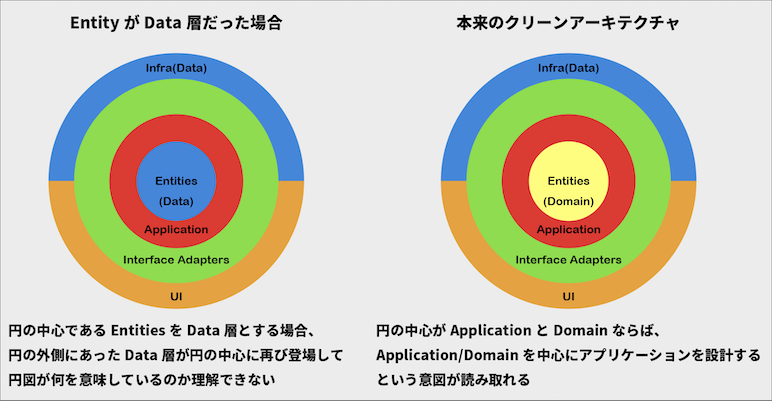 Entity が Data 層だった場合
Infra(Data)
Entities
(Data)
Application
Interface Adapters
UI
円の中心である Entities を Data 層とする場合、
円の外側にあった Data 層が円の中心に再び登場して
円図が何を意味しているのか理解できない
本来のクリーンアーキテクチャ
Infra(Data)
Entities
(Domain)
Application
Interface Adapters
UI
円の中心が Application と Domain ならば、
Application/Domain を中心にアプリケーションを設計する
という意図が読み取れる